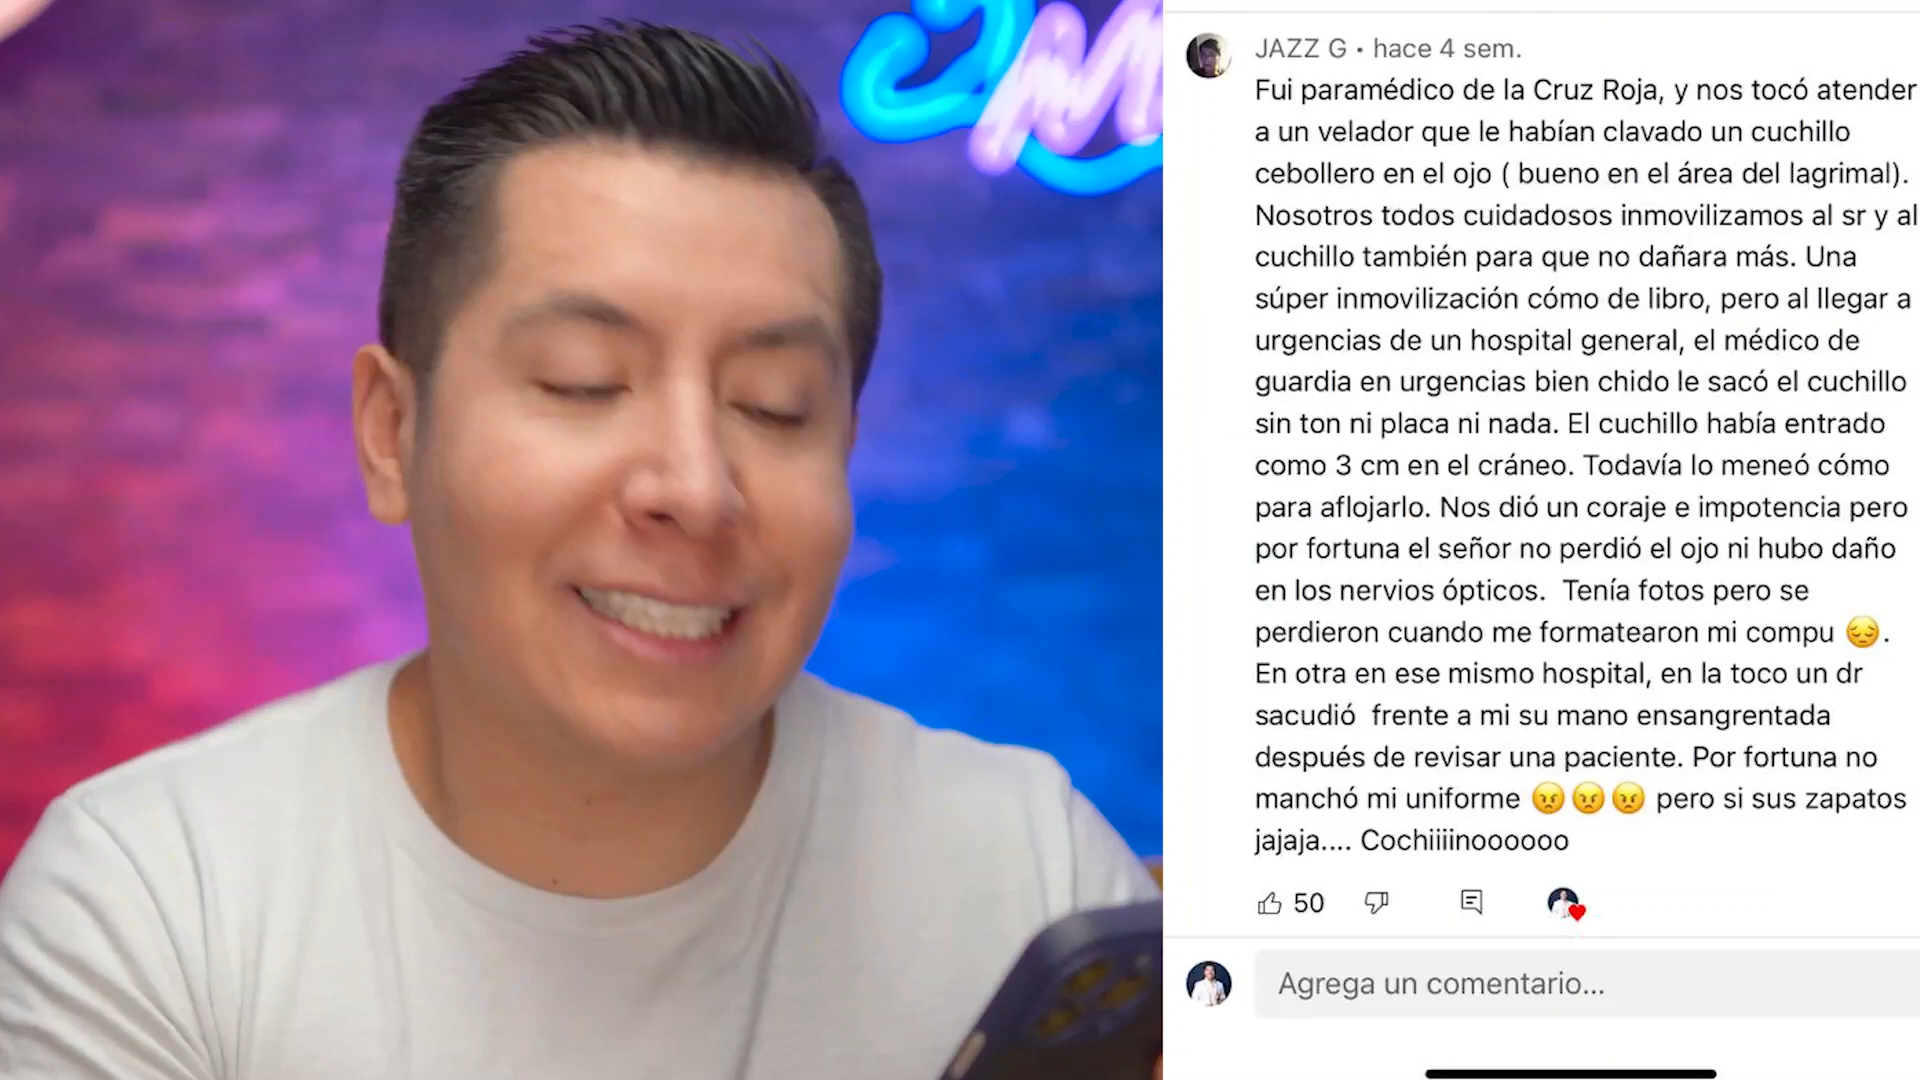 JAZZ G • hace 4 sem.
Fui paramédico de la Cruz Roja, y nos tocó atender
a un velador que le habían clavado un cuchillo
cebollero en el ojo ( bueno en el área del lagrimal).
Nosotros todos cuidadosos inmovilizamos al sr y al
cuchillo también para que no dañara más. Una
súper inmovilización cómo de libro, pero al llegar a
urgencias de un hospital general, el médico de
guardia en urgencias bien chido le sacó el cuchillo
sin ton ni placa ni nada. El cuchillo había entrado
como 3 cm en el cráneo. Todavía lo meneó cómo
para aflojarlo. Nos dió un coraje e impotencia pero
por fortuna el señor no perdió el ojo ni hubo daño
en los nervios ópticos.  Tenía fotos pero se
perdieron cuando me formatearon mi compu 😔.
En otra en ese mismo hospital, en la toco un dr
sacudió  frente a mi su mano ensangrentada
después de revisar una paciente. Por fortuna no
manchó mi uniforme 😠😠😠 pero si sus zapatos
jajaja.... Cochiiiinoooooo
50
Agrega un comentario...